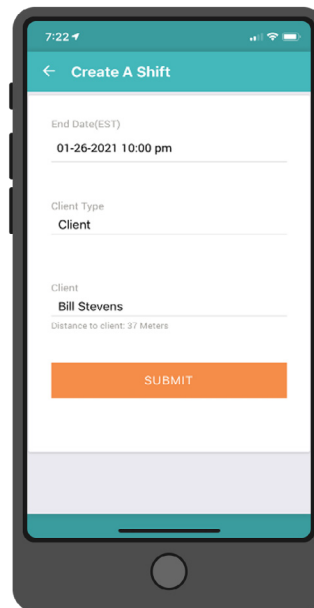 7:22
← Create A Shift
End Date(EST)
01-26-2021 10:00 pm
Client Type
Client
Client
Bill Stevens
Distance to client: 37 Meters
SUBMIT